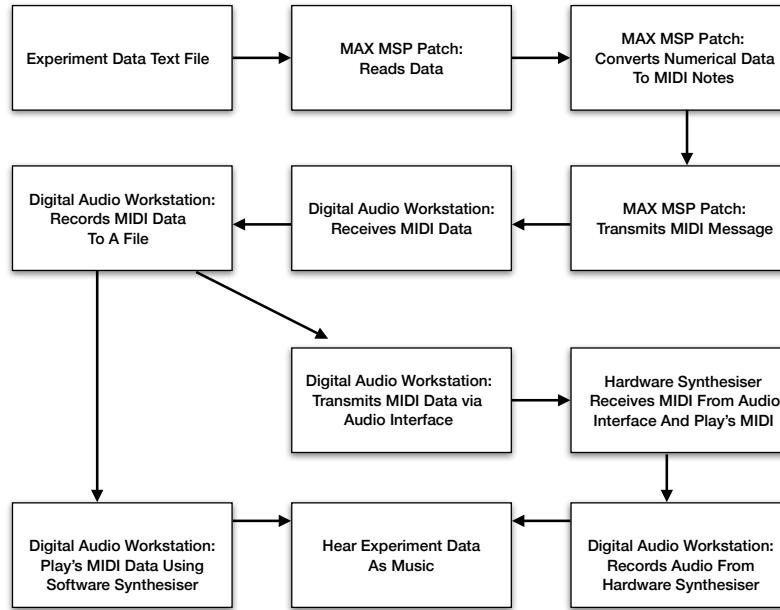 Experiment Data Text File
MAX MSP Patch:
Reads Data
MAX MSP Patch:
Converts Numerical Data
To MIDI Notes
Digital Audio Workstation:
Records MIDI Data
To A File
Digital Audio Workstation:
Receives MIDI Data
MAX MSP Patch:
Transmits MIDI Message
Digital Audio Workstation:
Transmits MIDI Data via
Audio Interface
Hardware Synthesiser
Receives MIDI From Audio
Interface And Play's MIDI
Digital Audio Workstation:
Play's MIDI Data Using
Software Synthesiser
Hear Experiment Data
As Music
Digital Audio Workstation:
Records Audio From
Hardware Synthesiser